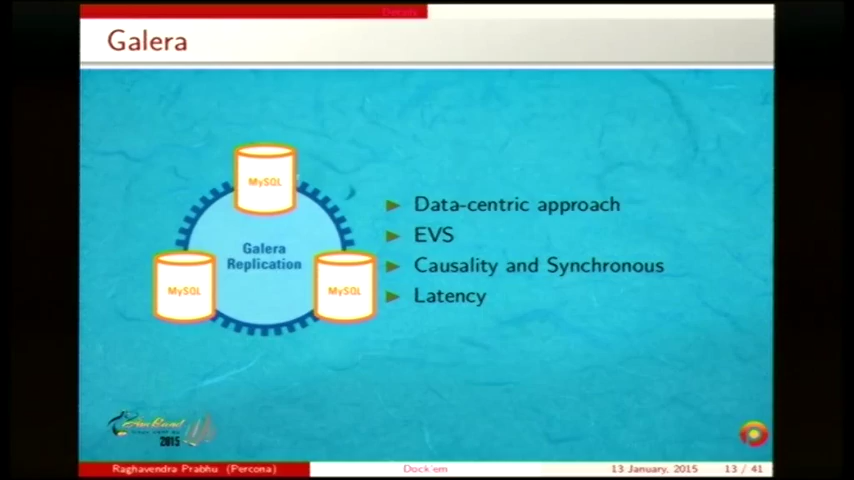 Details
Galera
MySQL
Galera
Replication
MySQL
MySQL
Data-centric approach
EVS
Causality and Synchronous
Latency
2015
Raghavendra Prabhu (Percona)
Dock'em
13 January, 2015
13 / 41